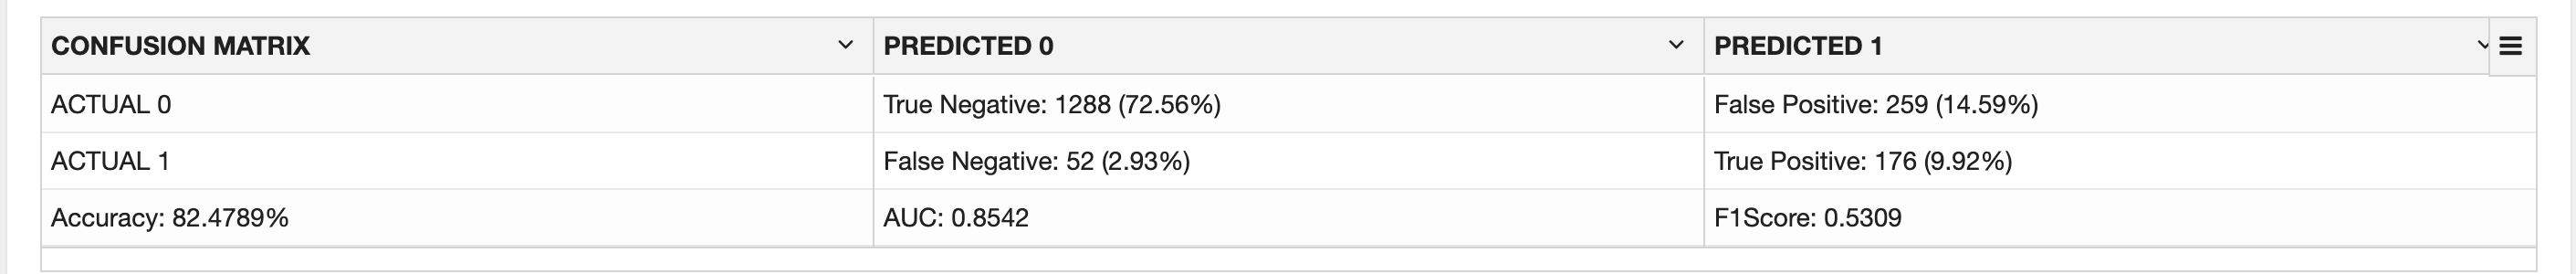 CONFUSION MATRIX PREDICTED 0 PREDICTED 1
ACTUAL 0 True Negative: 1288 (72.56%) False Positive: 259 (14.59%)
ACTUAL 1 False Negative: 52 (2.93%) True Positive: 176 (9.92%)
Accuracy: 82.4789% AUC: 0.8542 F1Score: 0.5309